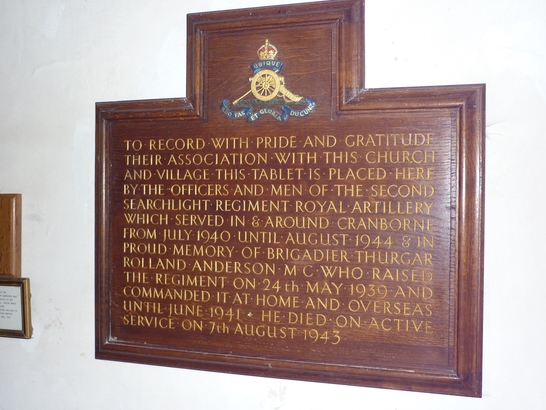 UBIQUE
QUO FAS ET GLORIA DUCUNT
TO RECORD WITH PRIDE AND GRATITUDE
THEIR ASSOCIATION WITH THIS CHURCH
AND VILLAGE THIS TABLET IS PLACED HERE
BY THE OFFICERS AND MEN OF THE SECOND
SEARCHLIGHT REGIMENT ROYAL ARTILLERY
WHICH SERVED IN & AROUND CRANBORNE
FROM JULY 1940 UNTIL AUGUST 1944 & IN
PROUD MEMORY OF BRIGADIER THURGAR
ROLLAND ANDERSON M·C·WHO RAISED
THE REGIMENT ON 24th MAY 1939 AND
COMMANDED IT AT HOME AND OVERSEAS
UNTIL JUNE 1941 · HE DIED ON ACTIVE
SERVICE ON 7th AUGUST 1943